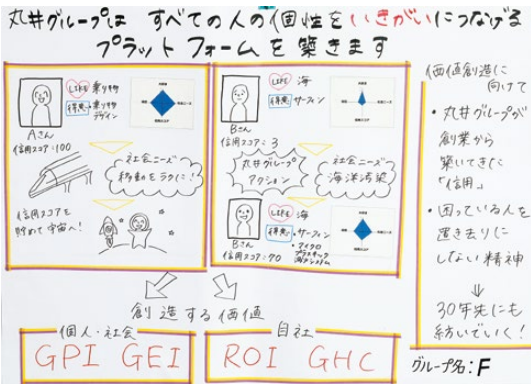 丸井グループは すべての人の個性をいきがいにつなげる
プラットフォームを築きます
LIKE 乗り物
得意 乗り物
デザイン
Aさん
信用スコア:100
社会ニーズ
移動をラクに!
信用スコアを
貯めて宇宙へ!
LIKE 海
得意 サーフィン
Bさん
信用スコア:3
丸井グループ
アクション
社会ニーズ
海洋汚染
LIKE 海
得意 ・サーフィン
・マイクロ
プラスチック
Bさん
信用スコア:90
価値創造に
向けて
・丸井グループが
創業から
築いてきた
「信用」
・困っている人を
置き去りに
しない精神
30年先にも
紡いでいく!
創造する価値
個人・社会
GPI GEI
自社
ROI GHC
グループ名:F